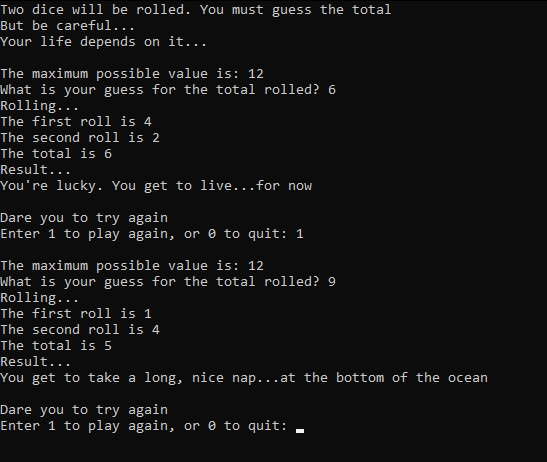 Two dice will be rolled. You must guess the total
But be careful...
Your life depends on it...
The maximum possible value is: 12
What is your guess for the total rolled? 6
Rolling...
The first roll is 4
The second roll is 2
The total is 6
Result...
You're lucky. You get to live...for now
Dare you to try again
Enter 1 to play again, or 0 to quit: 1
The maximum possible value is: 12
What is your guess for the total rolled? 9
Rolling...
The first roll is 1
The second roll is 4
The total is 5
Result...
You get to take a long, nice nap...at the bottom of the ocean
Dare you to try again
Enter 1 to play again, or 0 to quit: